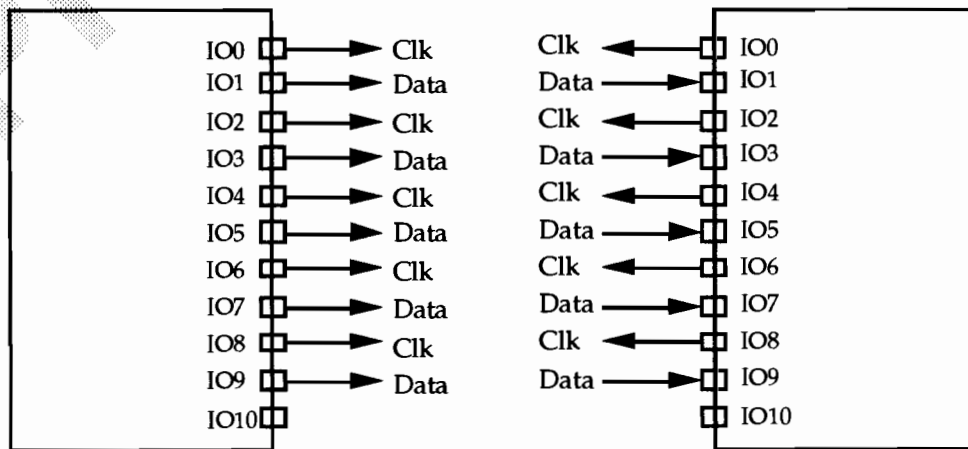 IO0 Clk Clk IO0
IO1 Data Data IO1
IO2 Clk Clk IO2
IO3 Data Data IO3
IO4 Clk Clk IO4
IO5 Data Data IO5
IO6 Clk Clk IO6
IO7 Data Data IO7
IO8 Clk Clk IO8
IO9 Data Data IO9
IO10 IO10